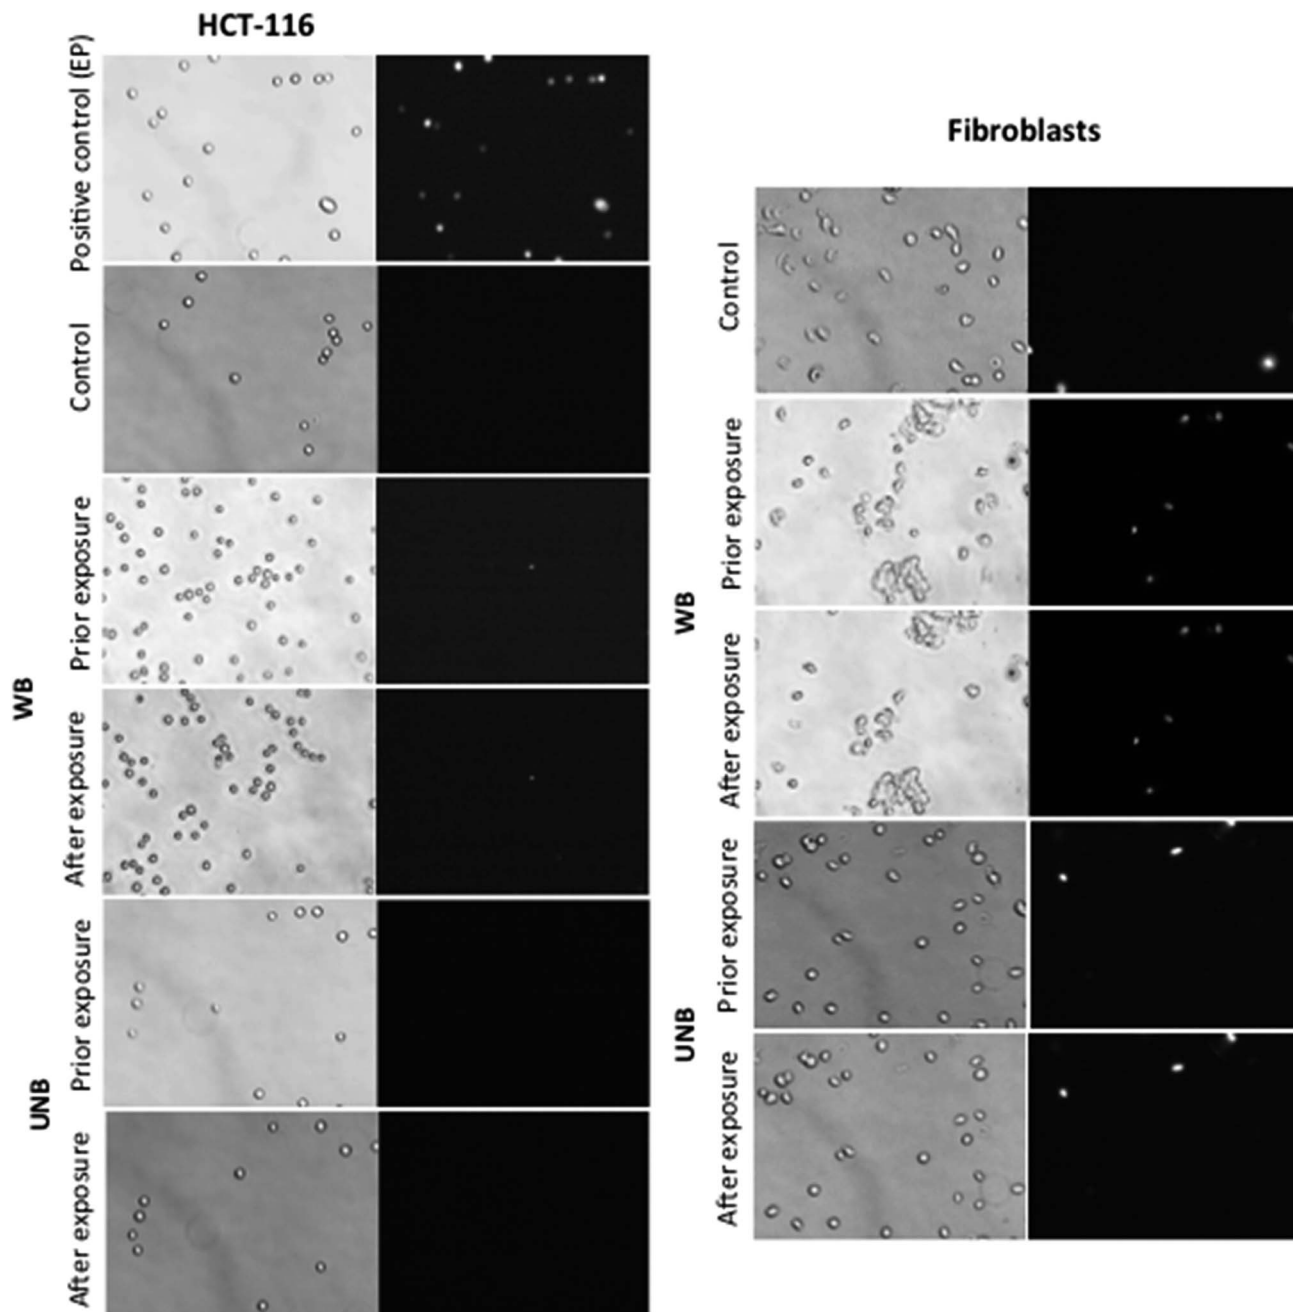 HCT-116
Positive control (EP)
Control
WB
Prior exposure
After exposure
UNB
Prior exposure
After exposure
Fibroblasts
Control
WB
Prior exposure
After exposure
UNB
Prior exposure
After exposure